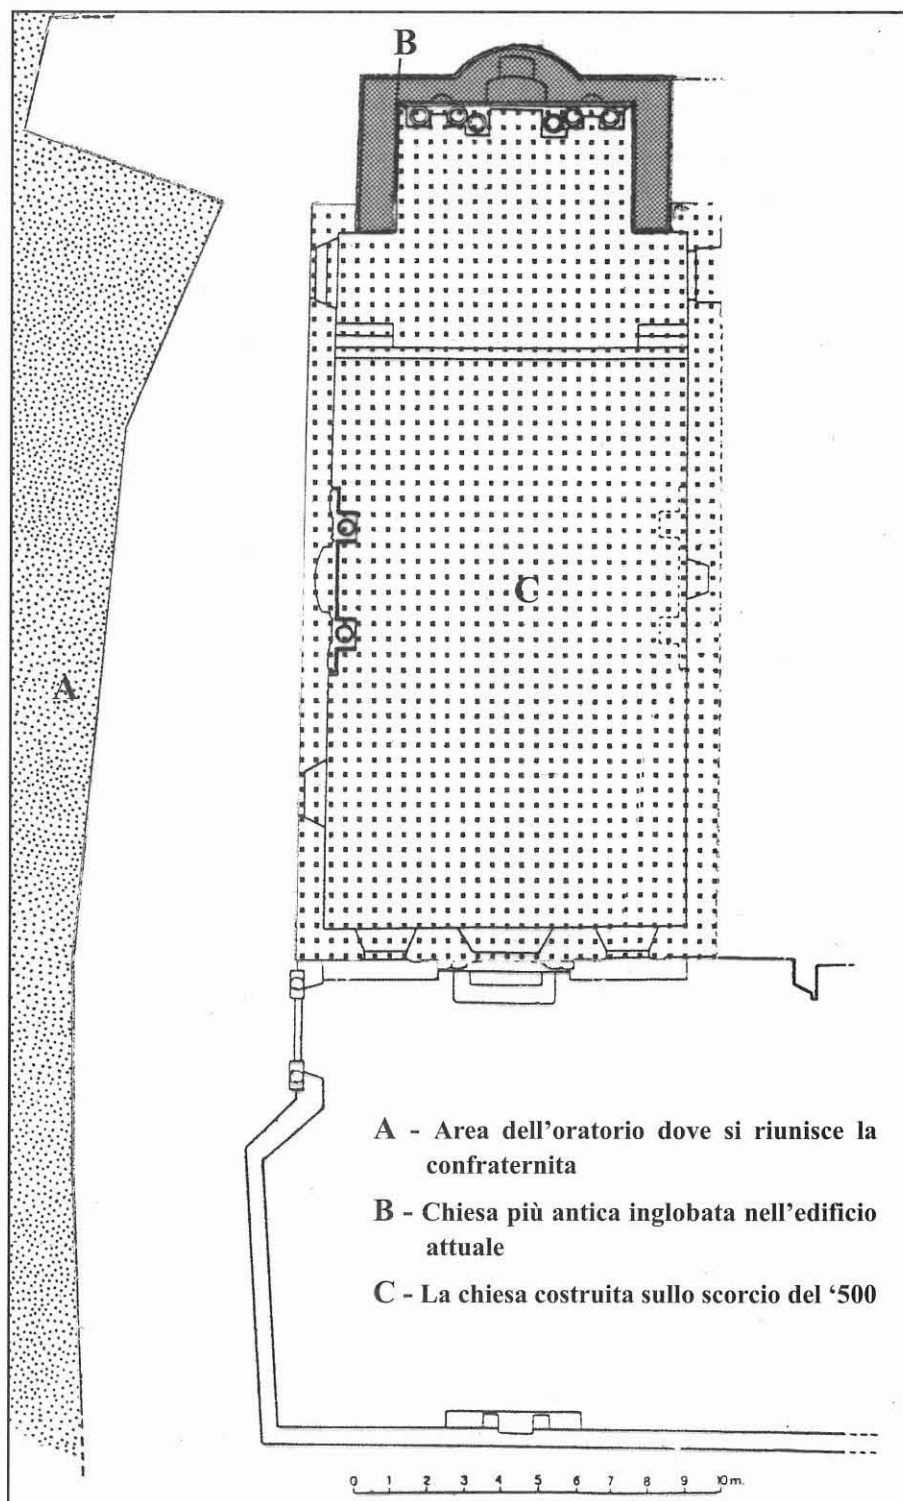 B
C
A
A - Area dell'oratorio dove si riunisce la
confraternita
B - Chiesa più antica inglobata nell'edificio
attuale
C - La chiesa costruita sullo scorcio del ‘500
0 1 2 3 4 5 6 7 8 9 10 m.